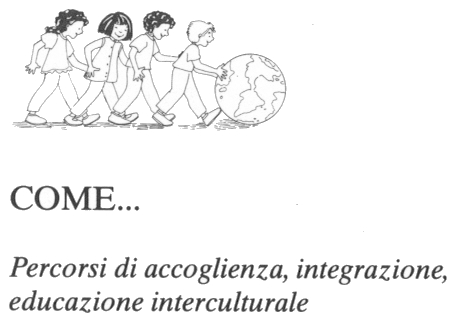 COME...
Percorsi di accoglienza, integrazione,
educazione interculturale